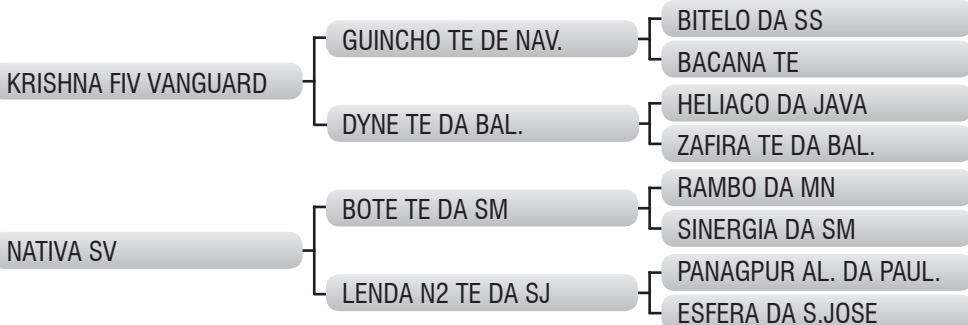 KRISHNA FIV VANGUARD
GUINCHO TE DE NAV.
BITELO DA SS
BACANA TE
DYNE TE DA BAL.
HELIACO DA JAVA
ZAFIRA TE DA BAL.
NATIVA SV
BOTE TE DA SM
RAMBO DA MN
SINERGIA DA SM
LENDA N2 TE DA SJ
PANAGPUR AL. DA PAUL.
ESFERA DA S.JOSE